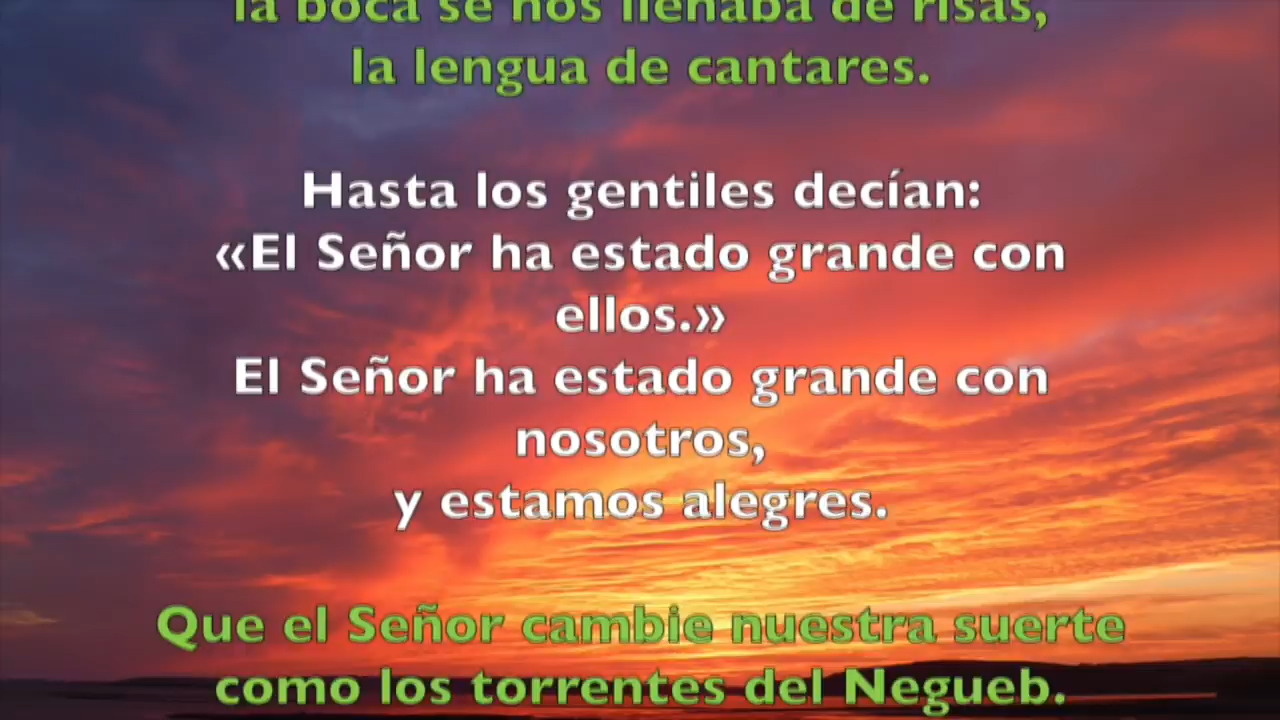 la boca se nos llenaba de risas,
la lengua de cantares.
Hasta los gentiles decían:
«El Señor ha estado grande con
ellos.»
El Señor ha estado grande con
nosotros,
y estamos alegres.
Que el Señor cambie nuestra suerte
como los torrentes del Negueb.